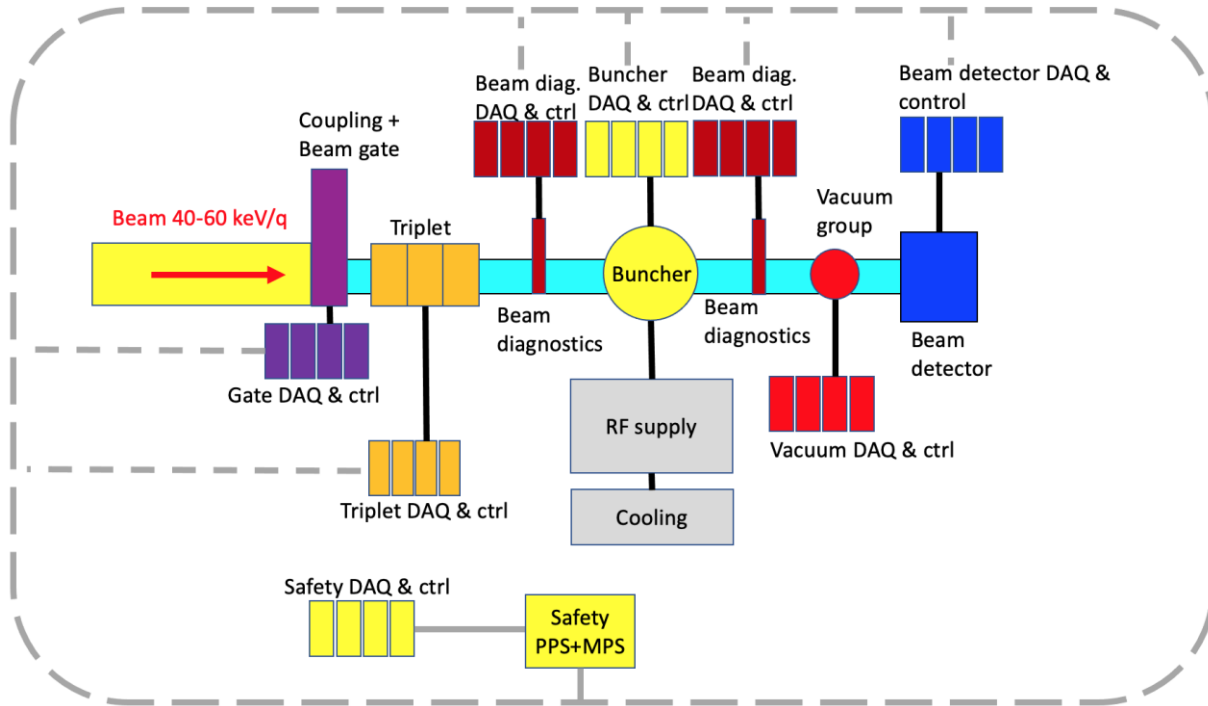 Beam diag.
DAQ & ctrl
Buncher
DAQ & ctrl
Beam diag.
DAQ & ctrl
Beam detector DAQ &
control
Coupling +
Beam gate
Beam 40-60 keV/q
Triplet
Vacuum
group
Buncher
Beam
diagnostics
Beam
diagnostics
Beam
detector
Gate DAQ & ctrl
RF supply
Vacuum DAQ & ctrl
Triplet DAQ & ctrl
Cooling
Safety DAQ & ctrl
Safety
PPS+MPS